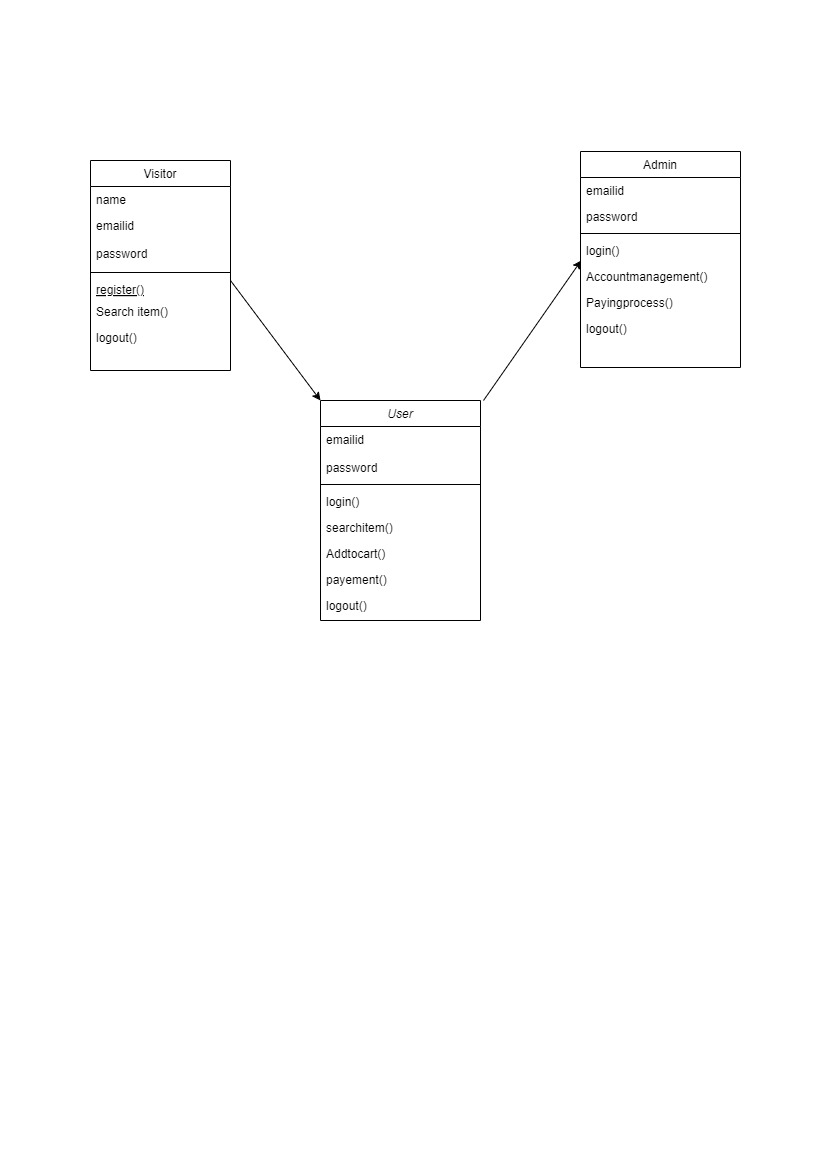 Visitor
name
emailid
password
register()
Search item()
logout()
Admin
emailid
password
login()
Accountmanagement()
Payingprocess()
logout()
User
emailid
password
login()
searchitem()
Addtocart()
payement()
logout()